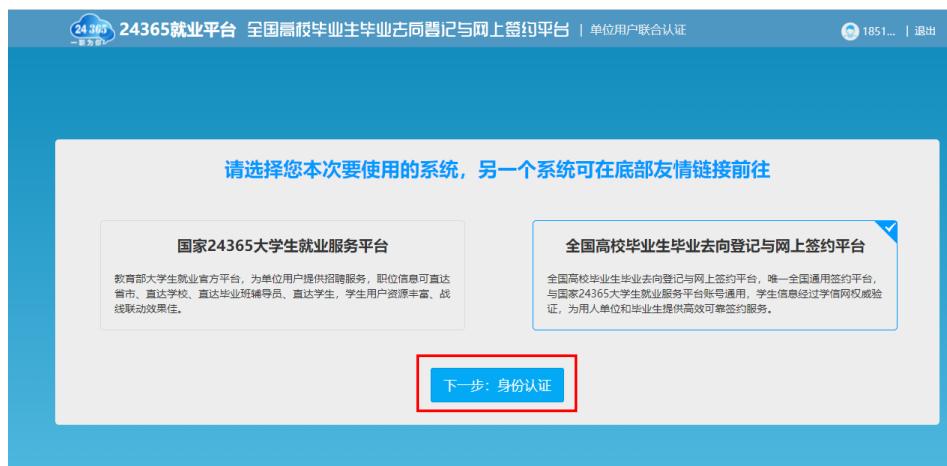 24365
一职为你
24365就业平台 全国高校毕业生毕业去向登记与网上签约平台 | 单位用户联合认证
1851... | 退出
请选择您本次要使用的系统，另一个系统可在底部友情链接前往
国家24365大学生就业服务平台
教育部大学生就业官方平台，为单位用户提供招聘服务，职位信息可直达
省市、直达学校、直达毕业班辅导员、直达学生，学生用户资源丰富、战
线联动效果佳。
全国高校毕业生毕业去向登记与网上签约平台
全国高校毕业生毕业去向登记与网上签约平台，唯一全国通用签约平台，
与国家24365大学生就业服务平台账号通用，学生信息经过学信网权威验
证，为用人单位和毕业生提供高效可靠签约服务。
下一步：身份认证